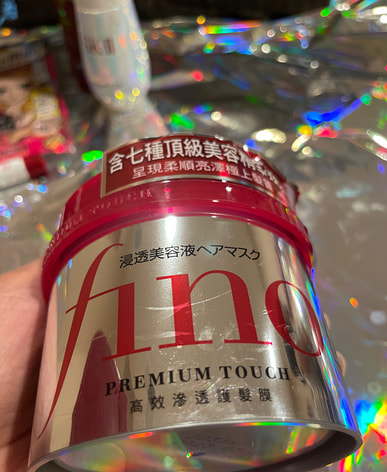 含七種頂級美容精
呈現柔順亮澤極上
浸透美容液ヘアマスク
fino
PREMIUM TOUCH
高效滲透護髮膜